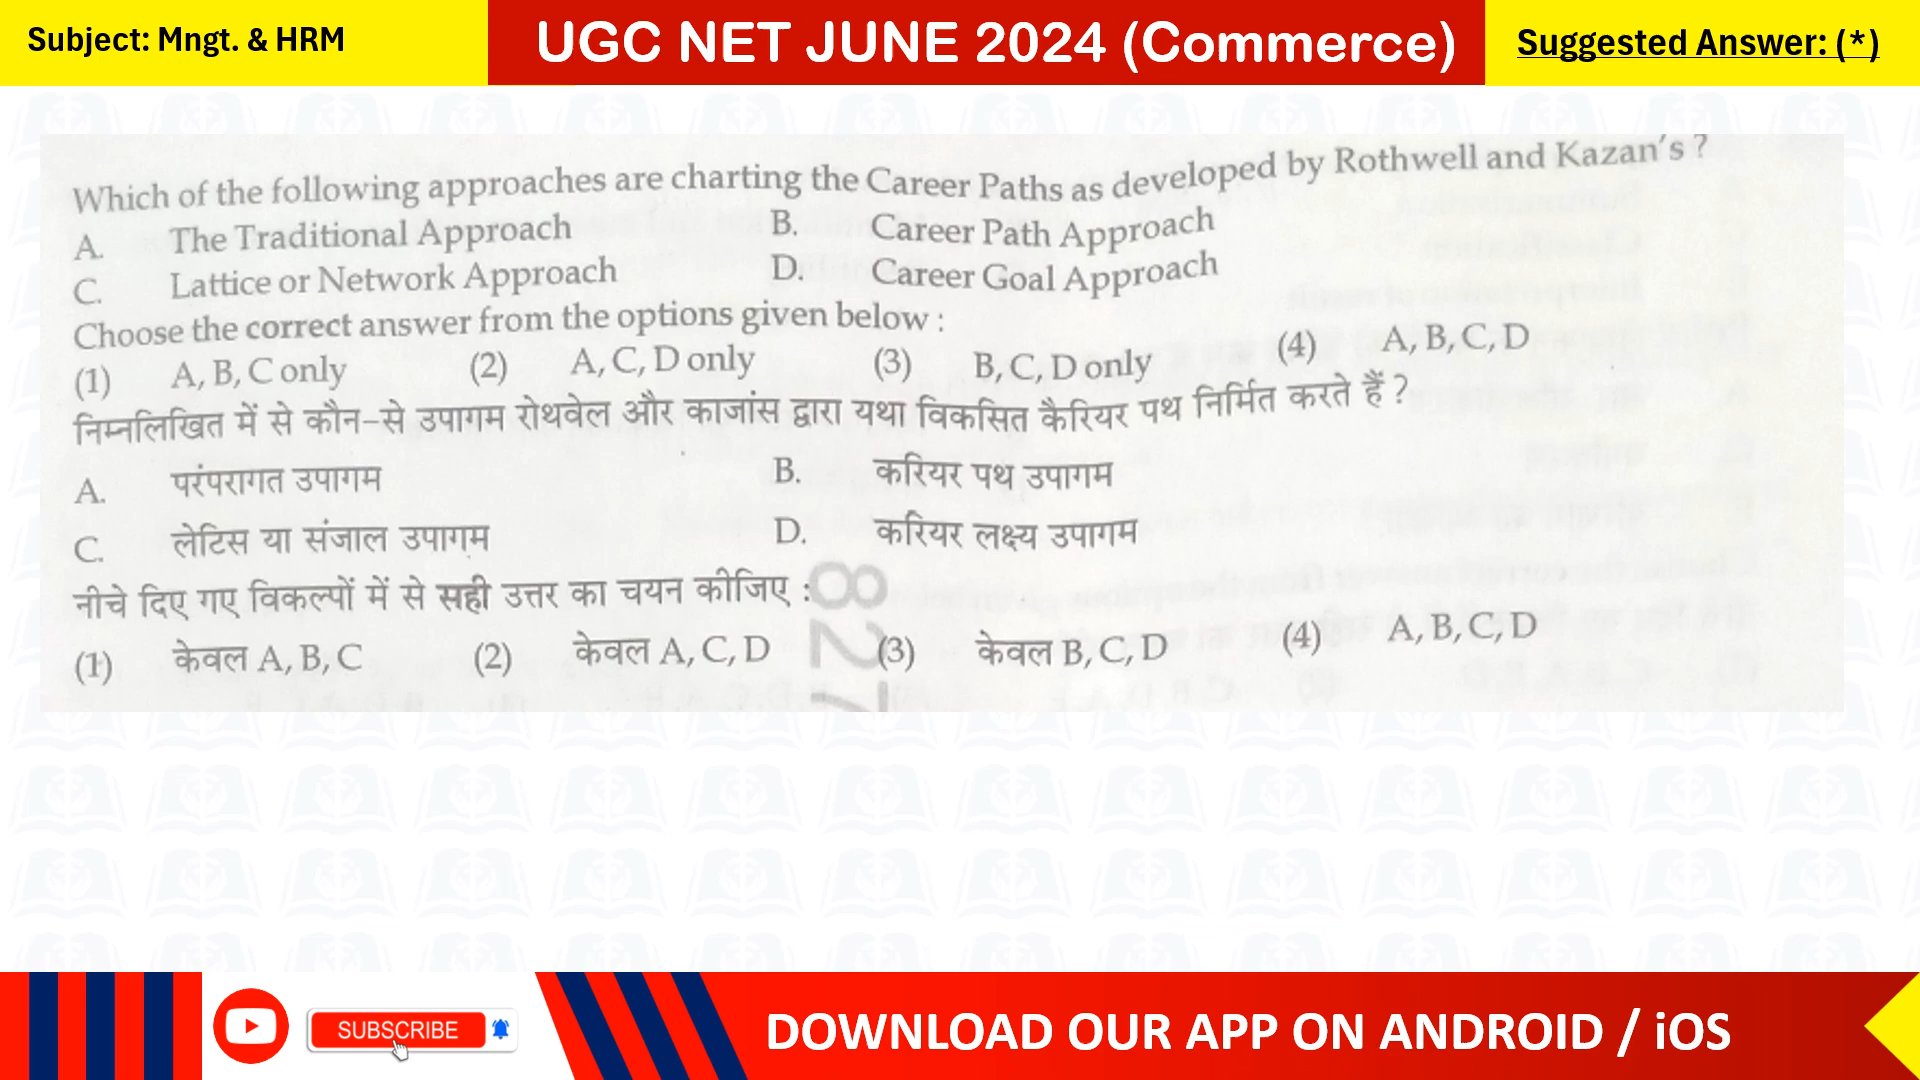 Subject: Mngt. & HRM
UGC NET JUNE 2024 (Commerce)
Suggested Answer: (*)
Which of the following approaches are charting the Career Paths as developed by Rothwell and Kazan's ?
A. The Traditional Approach B. Career Path Approach
C. Lattice or Network Approach D. Career Goal Approach
Choose the correct answer from the options given below :
(1) A, B, C only (2) A, C, D only (3) B, C, D only (4) A, B, C, D
निम्नलिखित में से कौन-से उपागम रोथवेल और काजांस द्वारा यथा विकसित कैरियर पथ निर्मित करते हैं ?
A. परंपरागत उपागम B. करियर पथ उपागम
C. लेटिस या संजाल उपागम D. करियर लक्ष्य उपागम
नीचे दिए गए विकल्पों में से सही उत्तर का चयन कीजिए :
(1) केवल A, B, C (2) केवल A, C, D (3) केवल B, C, D (4) A, B, C, D
SUBSCRIBE
DOWNLOAD OUR APP ON ANDROID / iOS